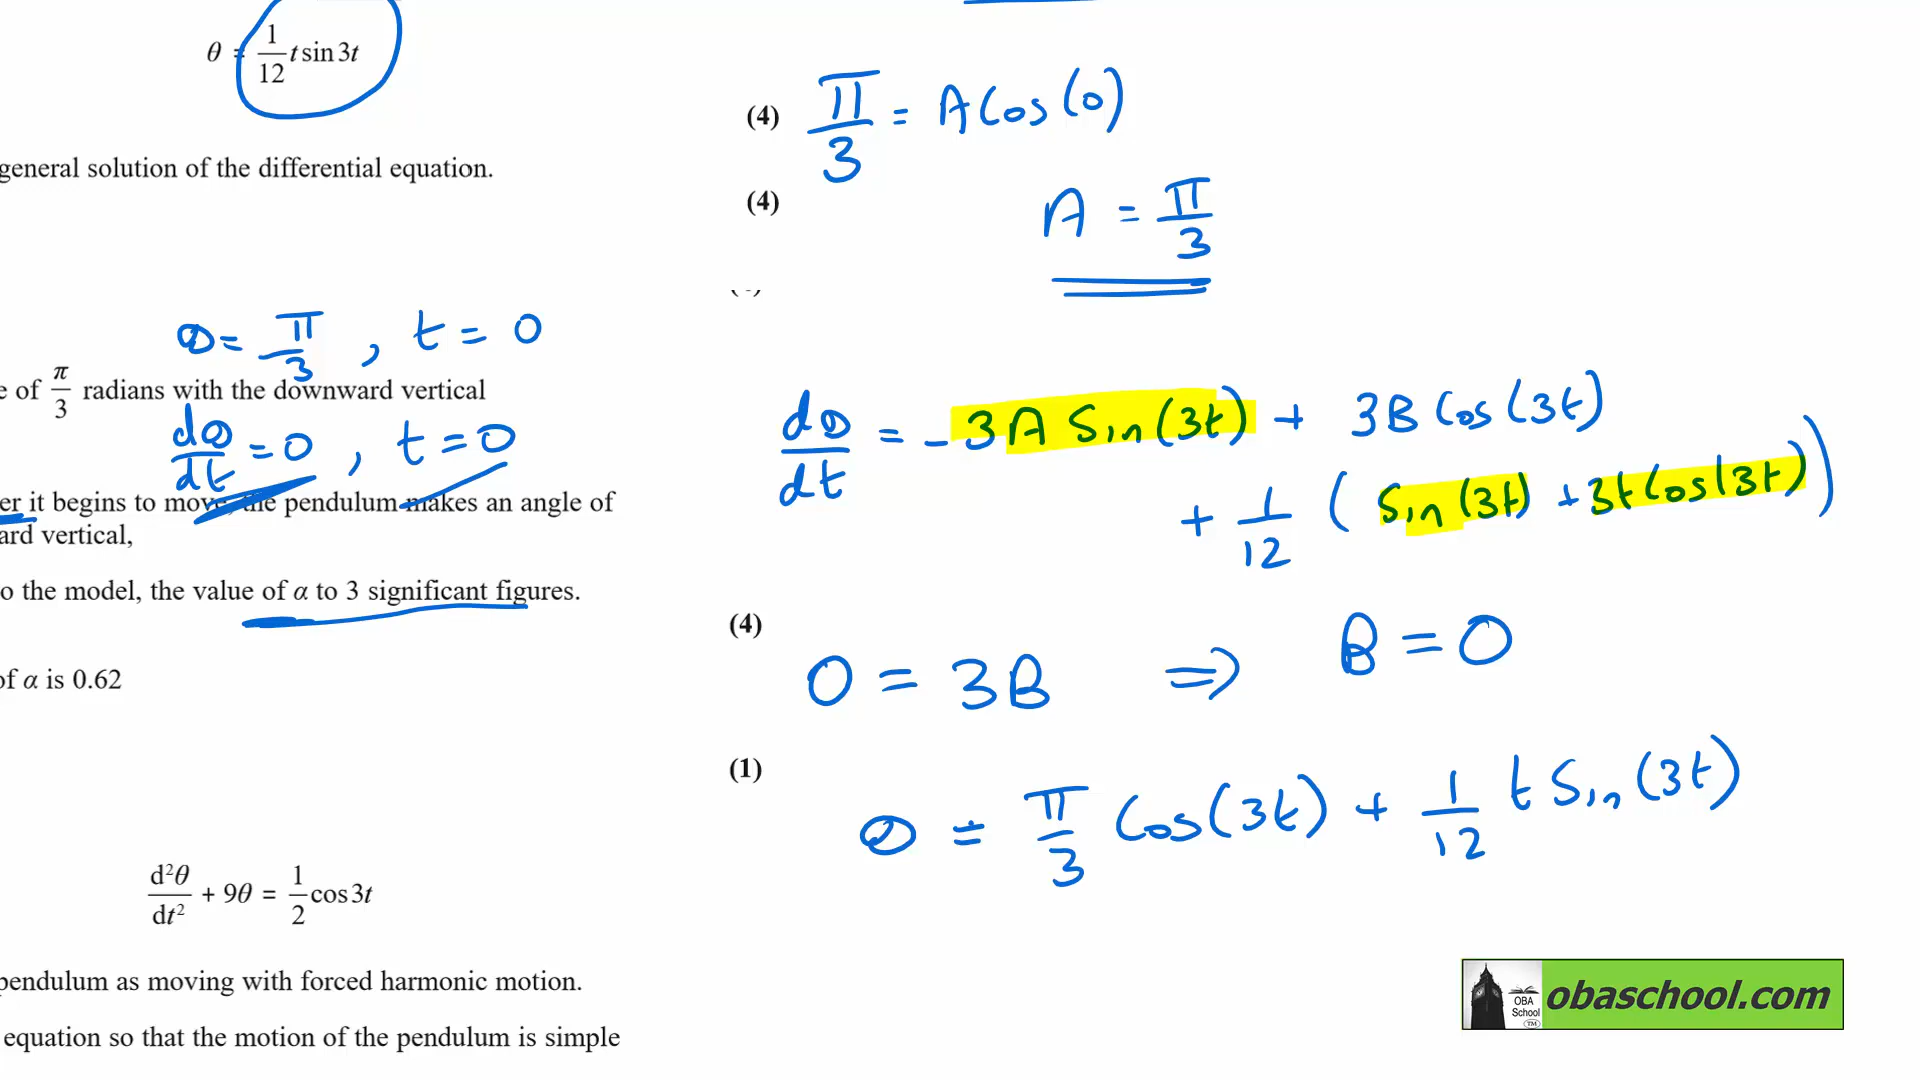 θ = 1/12 t sin 3t
general solution of the differential equation.
θ = π/3 , t = 0
e of π/3 radians with the downward vertical
dθ/dt = 0 , t = 0
er it begins to move, the pendulum makes an angle of
ard vertical,
o the model, the value of α to 3 significant figures.
of α is 0.62
d²θ/dt² + 9θ = 1/2 cos 3t
pendulum as moving with forced harmonic motion.
equation so that the motion of the pendulum is simple
(4)
π/3 = A Cos(0)
(4)
A = π/3
dθ/dt = -3A Sin(3t) + 3B Cos(3t)
+ 1/12 ( Sin(3t) + 3t Cos(3t) )
(4)
0 = 3B ⇒ B = 0
(1)
θ = π/3 Cos(3t) + 1/12 t Sin(3t)
OBA
School
TM
obaschool.com